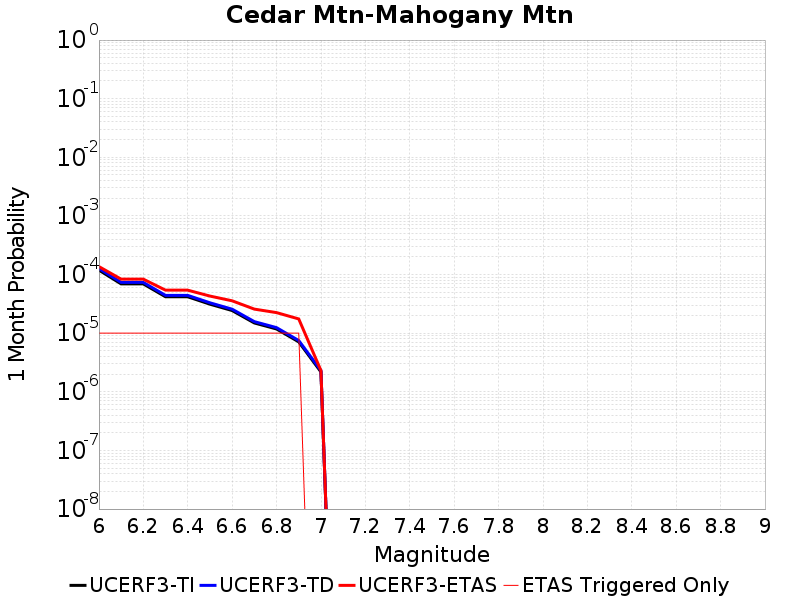 Cedar Mtn-Mahogany Mtn
1 Month Probability
10^0
10^-1
10^-2
10^-3
10^-4
10^-5
10^-6
10^-7
10^-8
6 6.2 6.4 6.6 6.8 7 7.2 7.4 7.6 7.8 8 8.2 8.4 8.6 8.8 9
Magnitude
UCERF3-TI UCERF3-TD UCERF3-ETAS ETAS Triggered Only